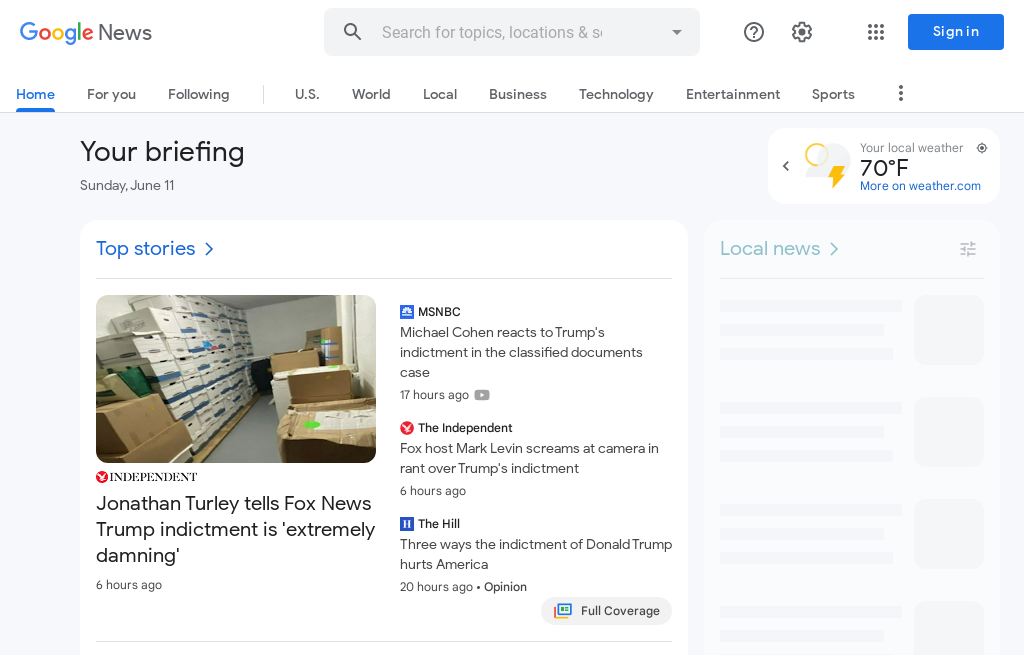 Google News
Search for topics, locations & so
Sign in
Home
For you
Following
U.S.
World
Local
Business
Technology
Entertainment
Sports
Your briefing
Sunday, June 11
Your local weather
70°F
More on weather.com
Top stories
Local news
INDEPENDENT
Jonathan Turley tells Fox News
Trump indictment is 'extremely
damning'
6 hours ago
MSNBC
Michael Cohen reacts to Trump's
indictment in the classified documents
case
17 hours ago
The Independent
Fox host Mark Levin screams at camera in
rant over Trump's indictment
6 hours ago
H The Hill
Three ways the indictment of Donald Trump
hurts America
20 hours ago • Opinion
Full Coverage